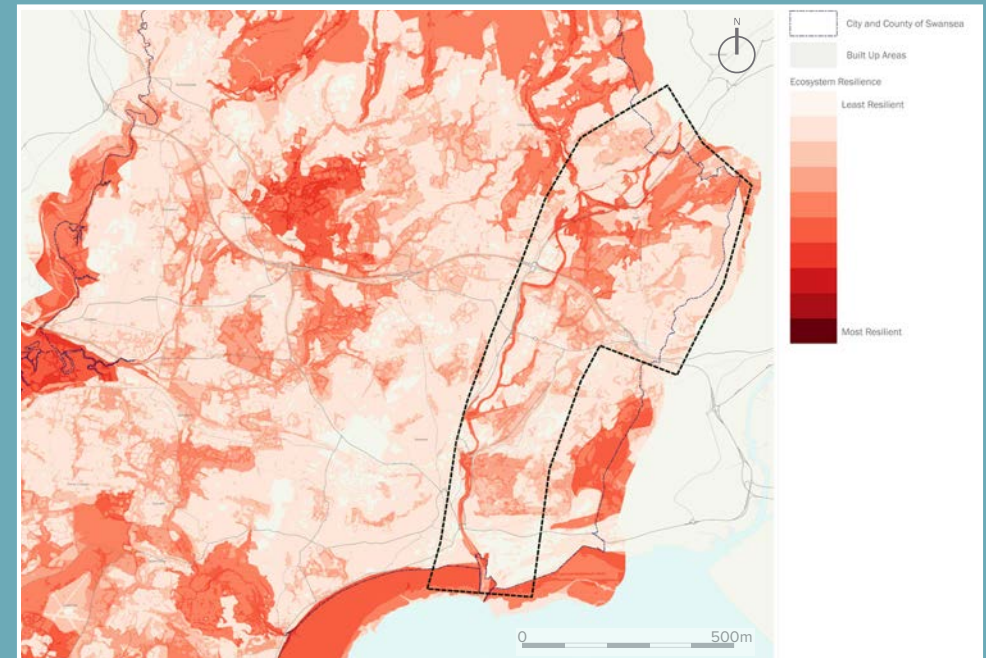 N
City and County of Swansea
Built Up Areas
Ecosystem Resilience
Least Resilient
Most Resilient
0 500m